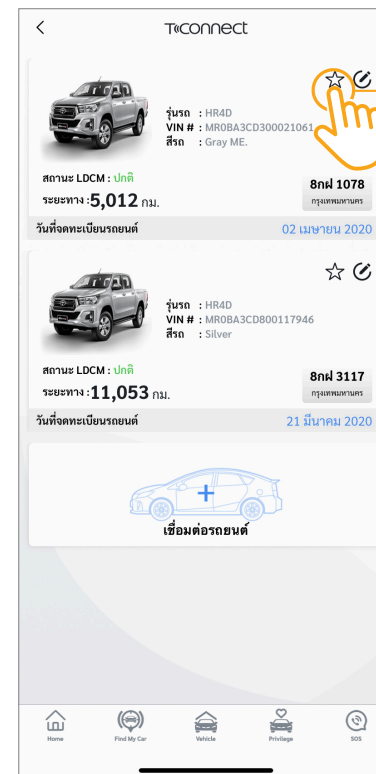 T-CONNECT
รุ่นรถ : HR4D
VIN # : MR0BA3CD300021061
สีรถ : Gray ME.
สถานะ LDCM : ปกติ
ระยะทาง : 5,012 กม.
8กฝ 1078
กรุงเทพมหานคร
วันที่จดทะเบียนรถยนต์ 02 เมษายน 2020
รุ่นรถ : HR4D
VIN # : MR0BA3CD800117946
สีรถ : Silver
สถานะ LDCM : ปกติ
ระยะทาง : 11,053 กม.
8กฝ 3117
กรุงเทพมหานคร
วันที่จดทะเบียนรถยนต์ 21 มีนาคม 2020
เชื่อมต่อรถยนต์
Home Find My Car Vehicle Privilege SOS